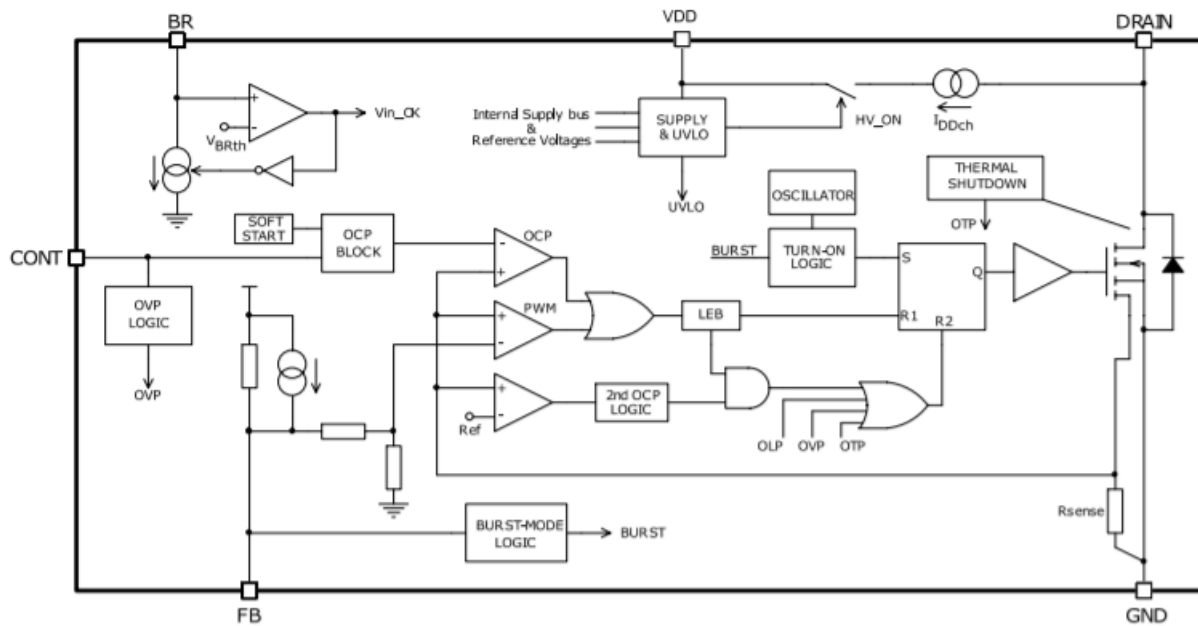 BR
VDD
DRAIN
Vin_OK
VBRth
Internal Supply bus
&
Reference Voltages
SUPPLY
& UVLO
HV_ON
IDDch
UVLO
THERMAL
SHUTDOWN
OSCILLATOR
OTP
SOFT
START
OCP
BLOCK
OCP
BURST
TURN-ON
LOGIC
S
Q
R1
R2
CONT
OVP
LOGIC
OVP
PWM
LEB
2nd OCP
LOGIC
Ref
OLP
OVP
OTP
Rsense
BURST-MODE
LOGIC
BURST
FB
GND